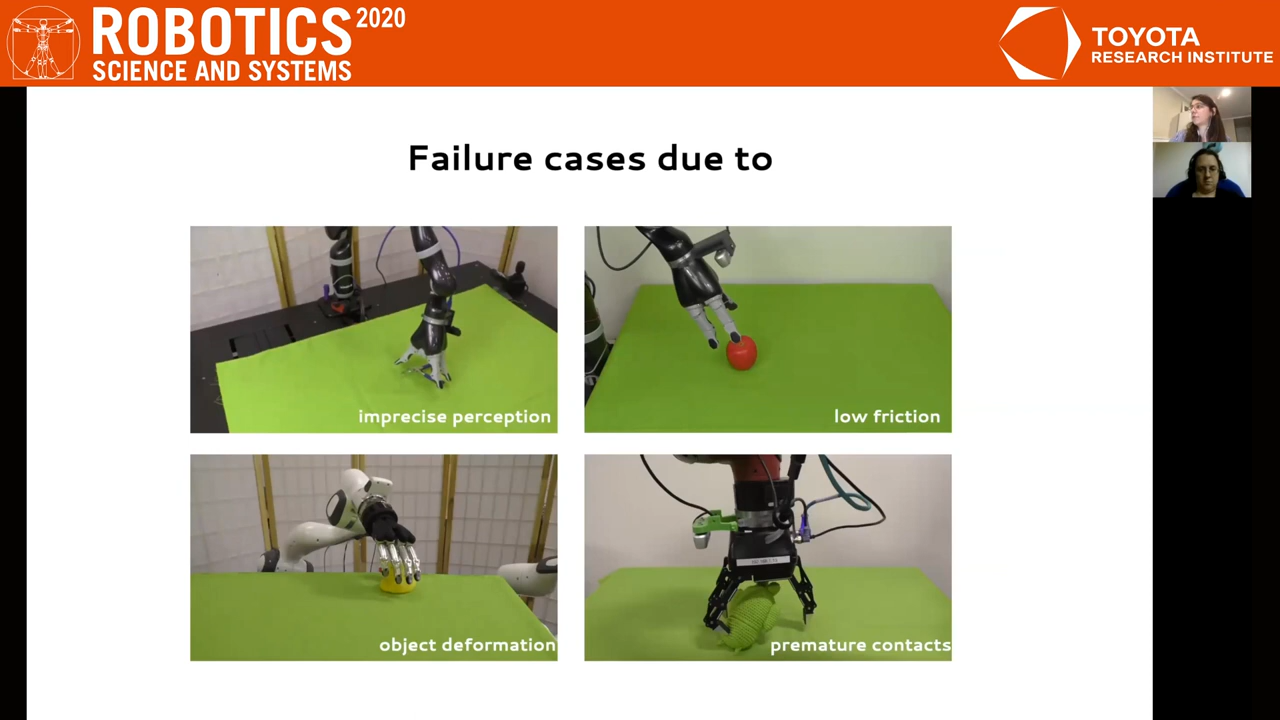 ROBOTICS 2020
SCIENCE AND SYSTEMS
TOYOTA
RESEARCH INSTITUTE
Failure cases due to
imprecise perception
low friction
object deformation
premature contacts